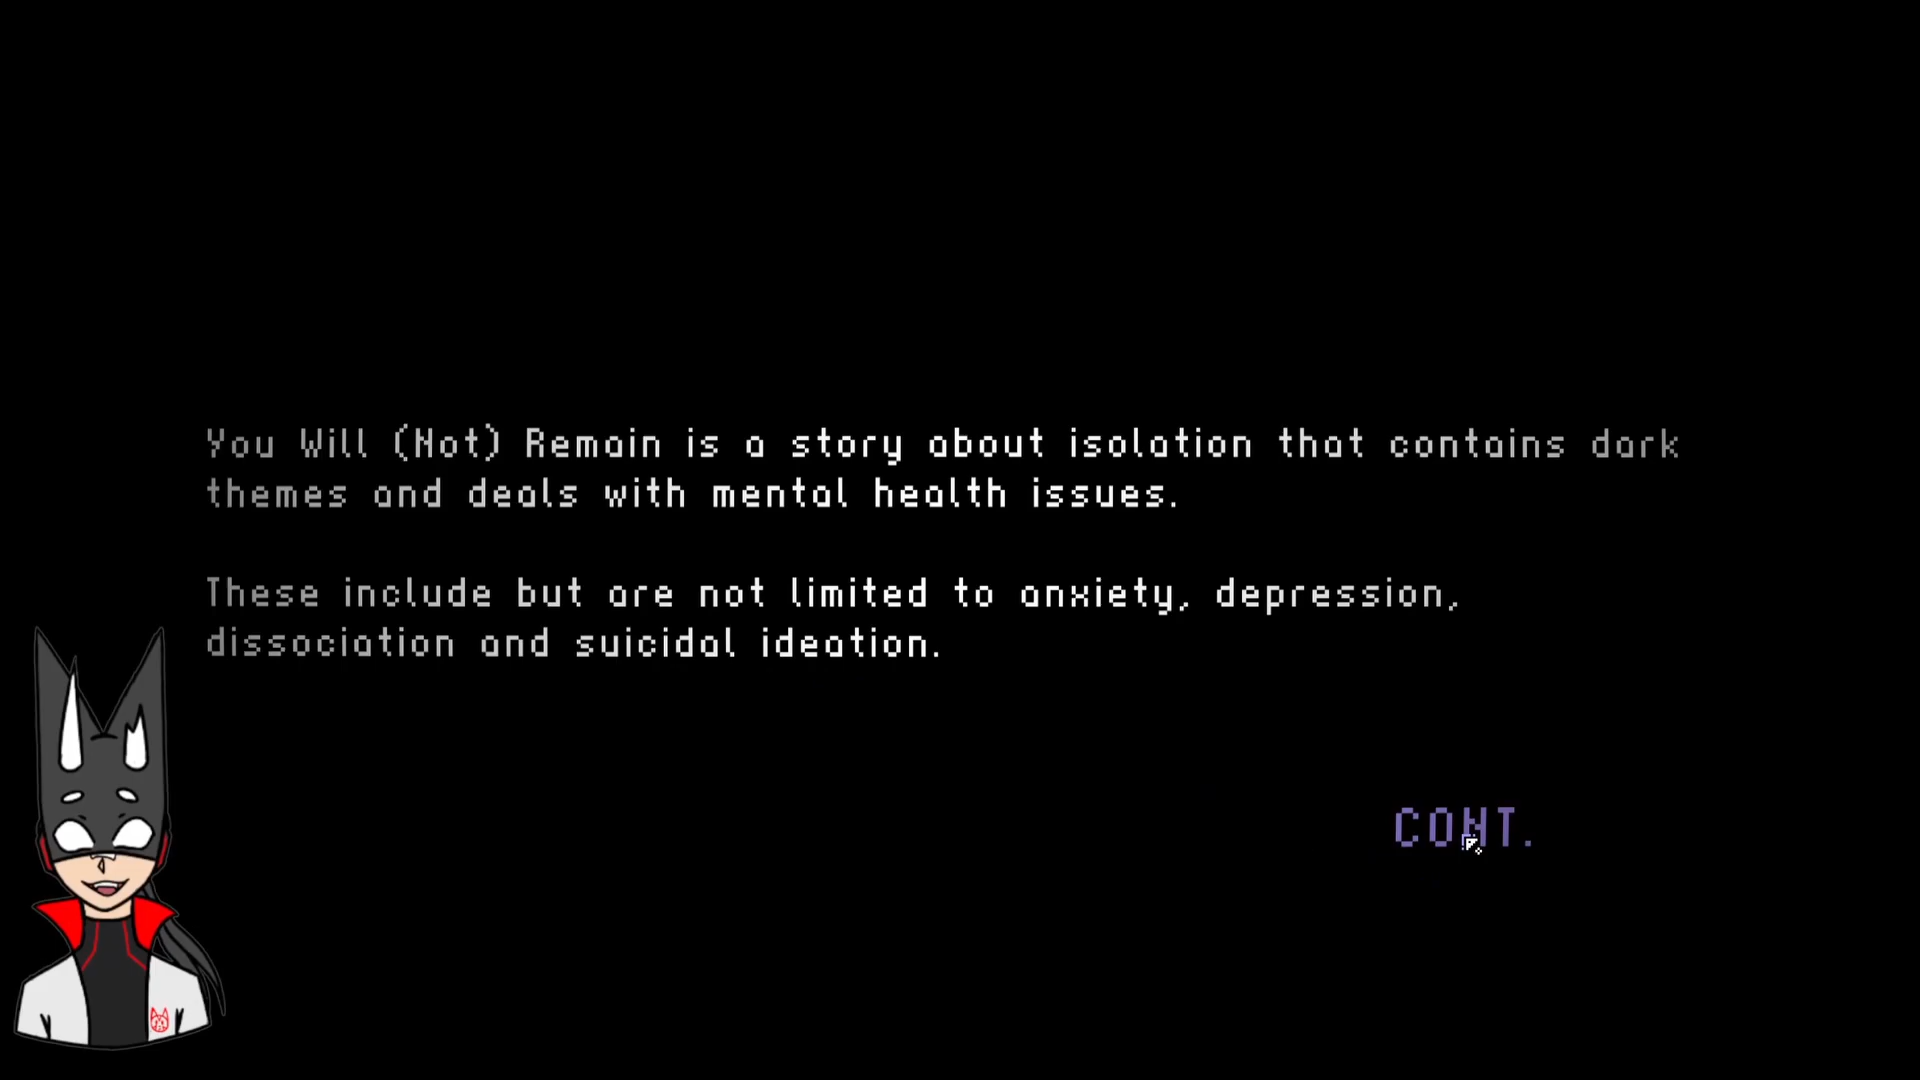 You Will (Not) Remain is a story about isolation that contains dark
themes and deals with mental health issues.
These include but are not limited to anxiety, depression,
dissociation and suicidal ideation.
CONT.